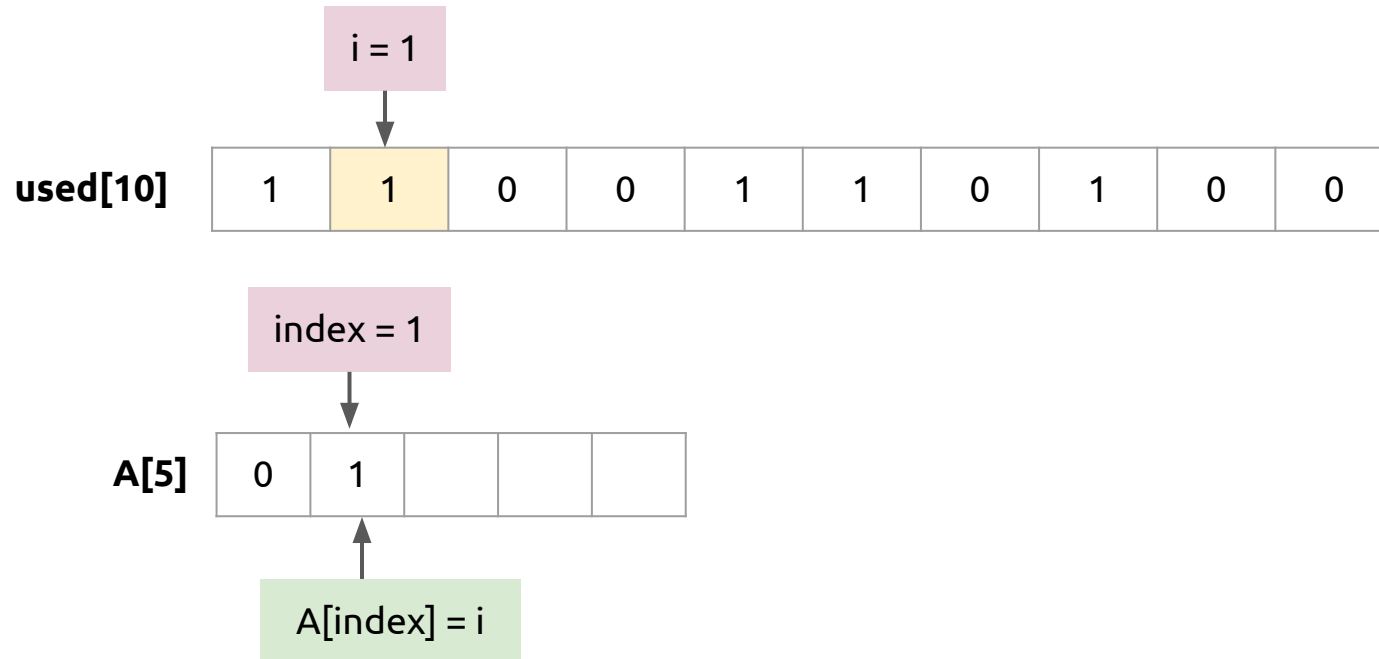 i = 1
used[10] 1 1 0 0 1 1 0 1 0 0
index = 1
A[5] 0 1
A[index] = i